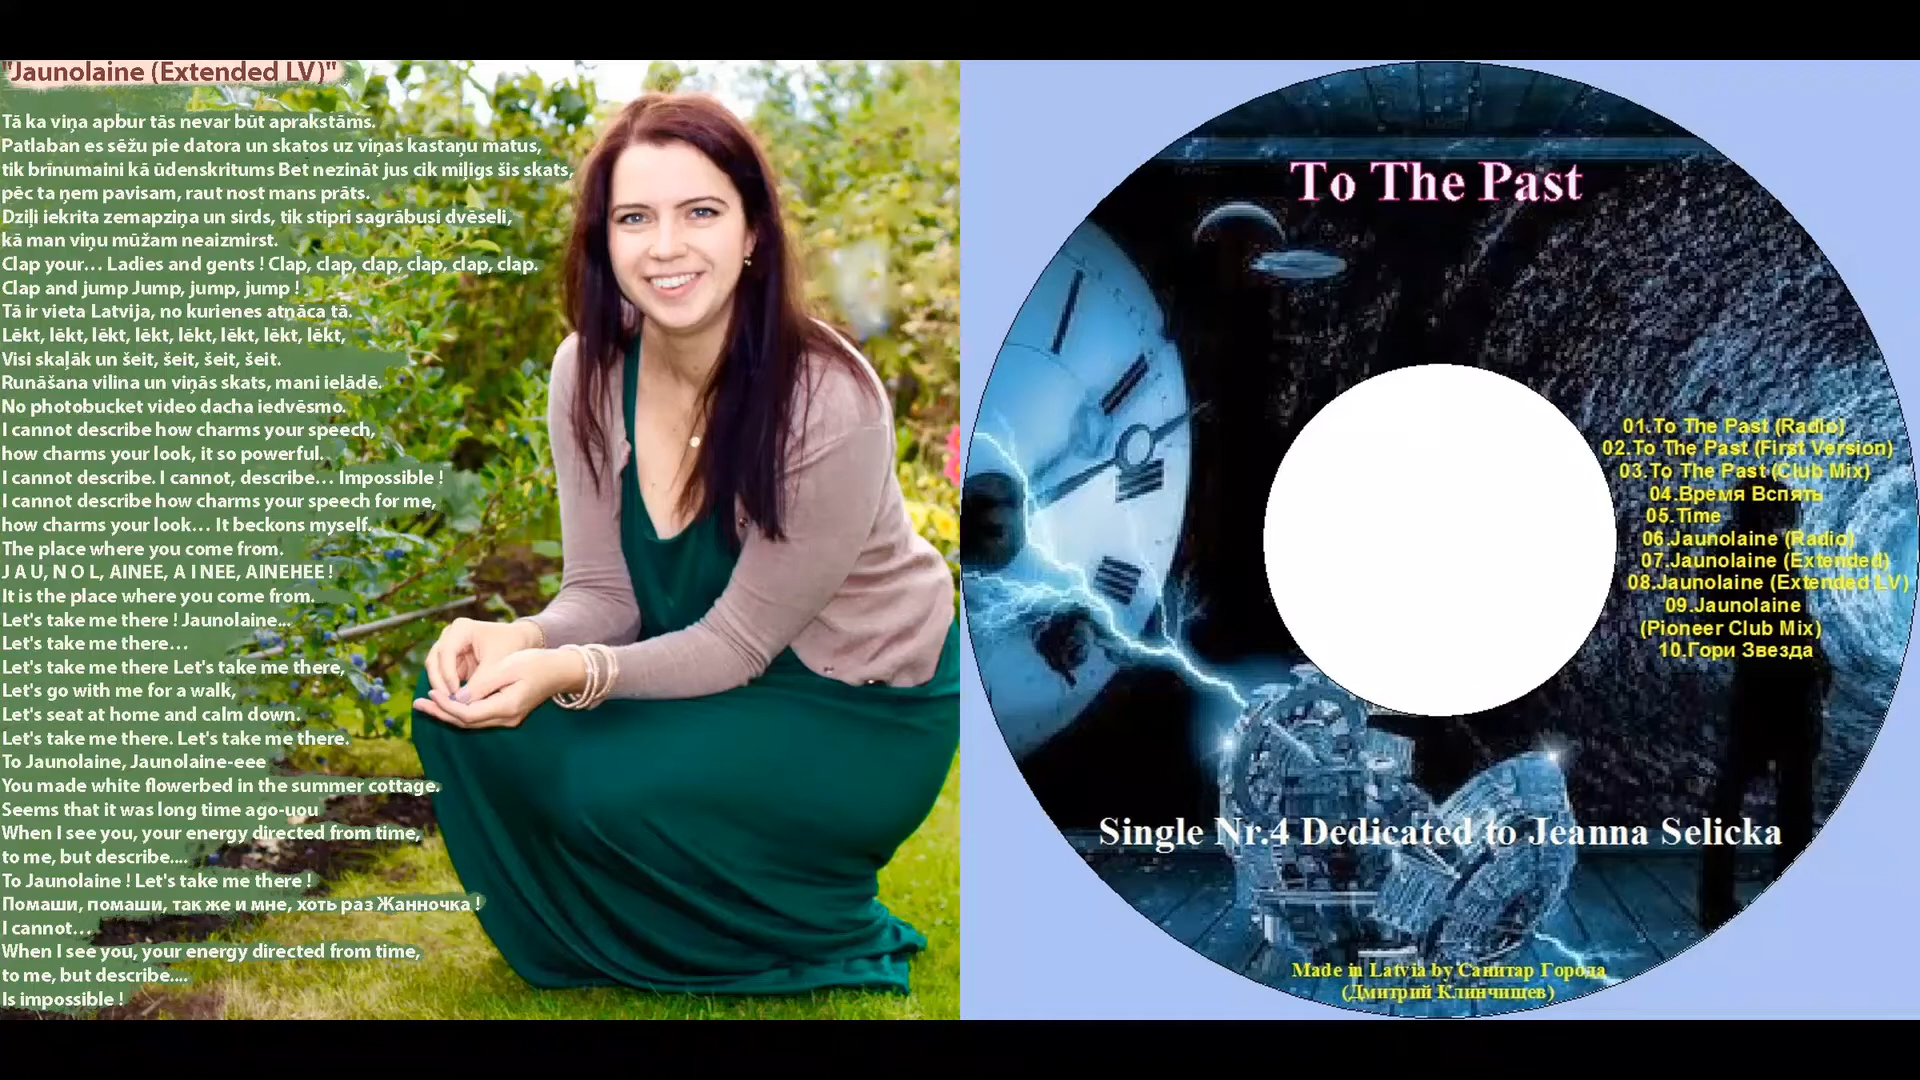 "Jaunolaine (Extended LV)"
Tā ka viņa apbur tās nevar būt aprakstāms.
Patlaban es sēžu pie datora un skatos uz viņas kastaņu matus,
tik brīnumaini kā ūdenskritums Bet nezināt jus cik miļigs šis skats,
pēc ta ņem pavisam, raut nost mans prāts.
Dziļi iekrita zemapziņa un sirds, tik stipri sagrābusi dvēseli,
kā man viņu mūžam neaizmirst.
Clap your... Ladies and gents ! Clap, clap, clap, clap, clap, clap.
Clap and jump Jump, jump, jump !
Tā ir vieta Latvija, no kurienes atnāca tā.
Lēkt, lēkt, lēkt, lēkt, lēkt, lēkt, lēkt, lēkt,
Visi skaļāk un šeit, šeit, šeit, šeit.
Runāšana vilina un viņās skats, mani ielādē.
No photobucket video dacha iedvēsmo.
I cannot describe how charms your speech,
how charms your look, it so powerful.
I cannot describe. I cannot, describe... Impossible !
I cannot describe how charms your speech for me,
how charms your look... It beckons myself.
The place where you come from.
J A U, N O L, AINEE, A I NEE, AINEHEE !
It is the place where you come from.
Let's take me there ! Jaunolaine...
Let's take me there...
Let's take me there Let's take me there,
Let's go with me for a walk,
Let's seat at home and calm down.
Let's take me there. Let's take me there.
To Jaunolaine, Jaunolaine-eee
You made white flowerbed in the summer cottage.
Seems that it was long time ago-uou
When I see you, your energy directed from time,
to me, but describe....
To Jaunolaine ! Let's take me there !
Помаши, помаши, так же и мне, хоть раз Жанночка !
I cannot...
When I see you, your energy directed from time,
to me, but describe....
Is impossible !
To The Past
01.To The Past (Radio)
02.To The Past (First Version)
03.To The Past (Club Mix)
04.Время Вспять
05.Time
06.Jaunolaine (Radio)
07.Jaunolaine (Extended)
08.Jaunolaine (Extended LV)
09.Jaunolaine
(Pioneer Club Mix)
10.Гори Звезда
Single Nr.4 Dedicated to Jeanna Selicka
Made in Latvia by Санитар Города
(Дмитрий Клинчищев)